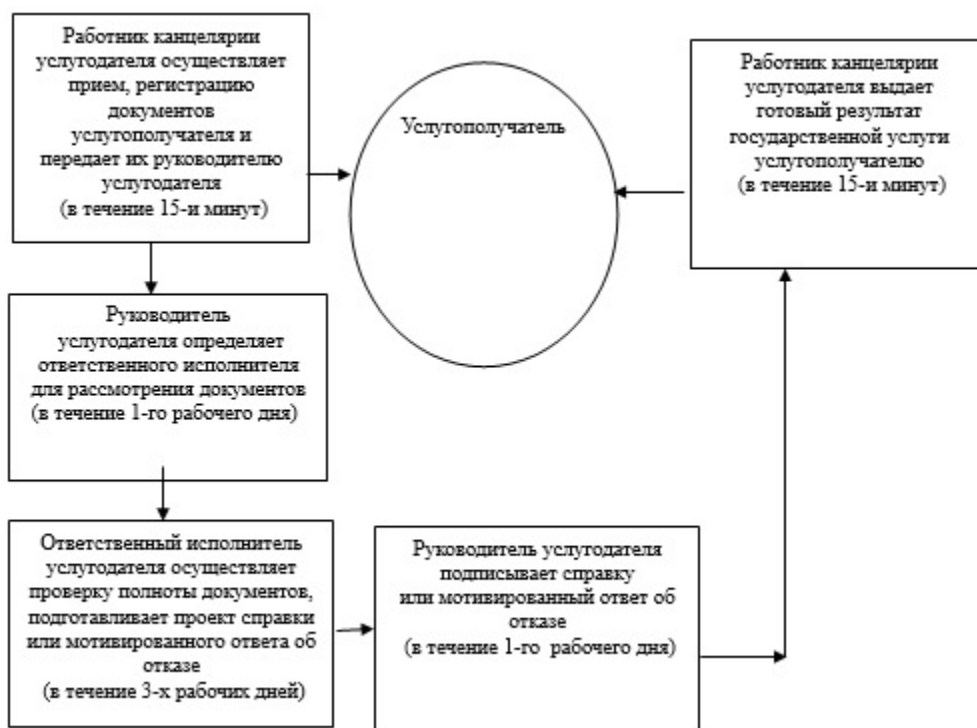 Работник канцелярии
услугодателя осуществляет
прием, регистрацию
документов
услугополучателя и
передает их руководителю
услугодателя
(в течение 15-и минут)
Услугополучатель
Работник канцелярии
услугодателя выдает
готовый результат
государственной услуги
услугополучателю
(в течение 15-и минут)
Руководитель
услугодателя определяет
ответственного исполнителя
для рассмотрения документов
(в течение 1-го рабочего дня)
Ответственный исполнитель
услугодателя осуществляет
проверку полноты документов,
подготавливает проект справки
или мотивированного ответа об
отказе
(в течение 3-х рабочих дней)
Руководитель услугодателя
подписывает справку
или мотивированный ответ об
отказе
(в течение 1-го рабочего дня)